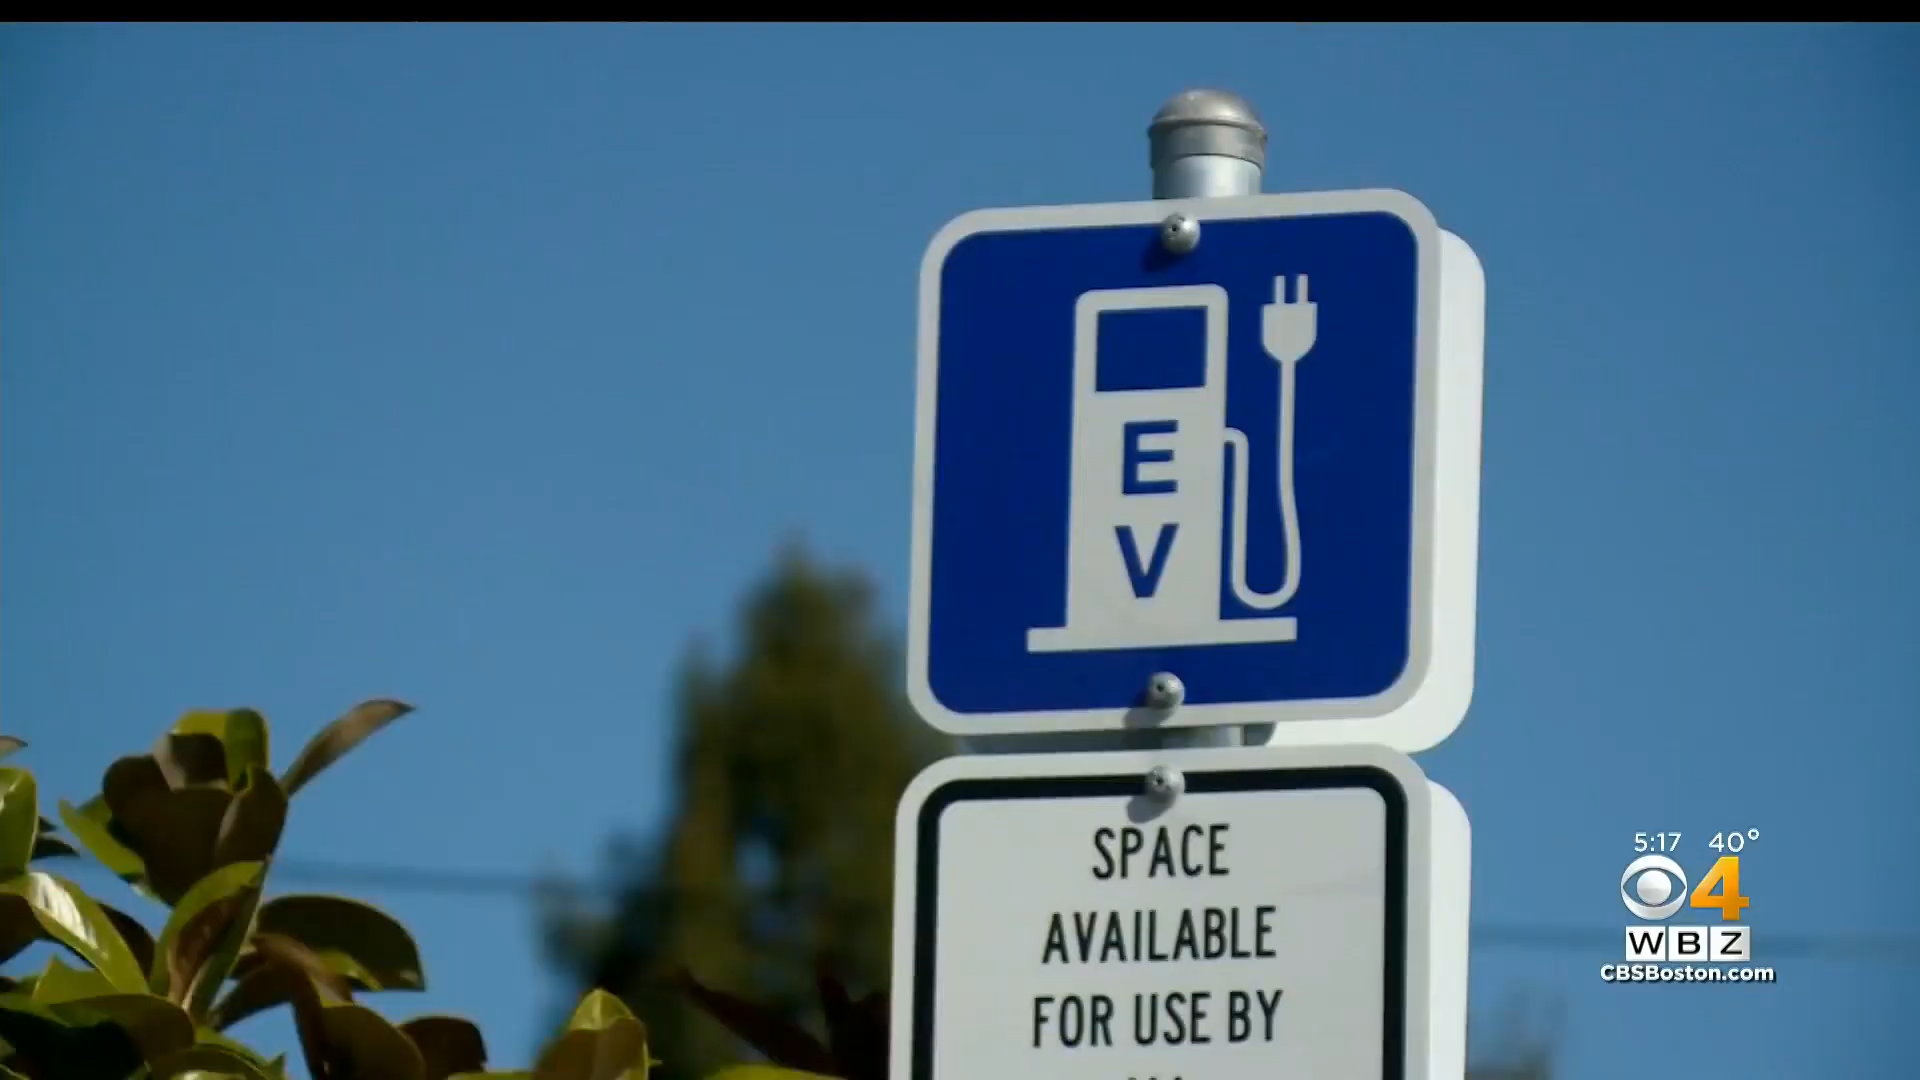 E
V
SPACE
AVAILABLE
FOR USE BY
5:17 40°
4
WBZ
CBSBoston.com